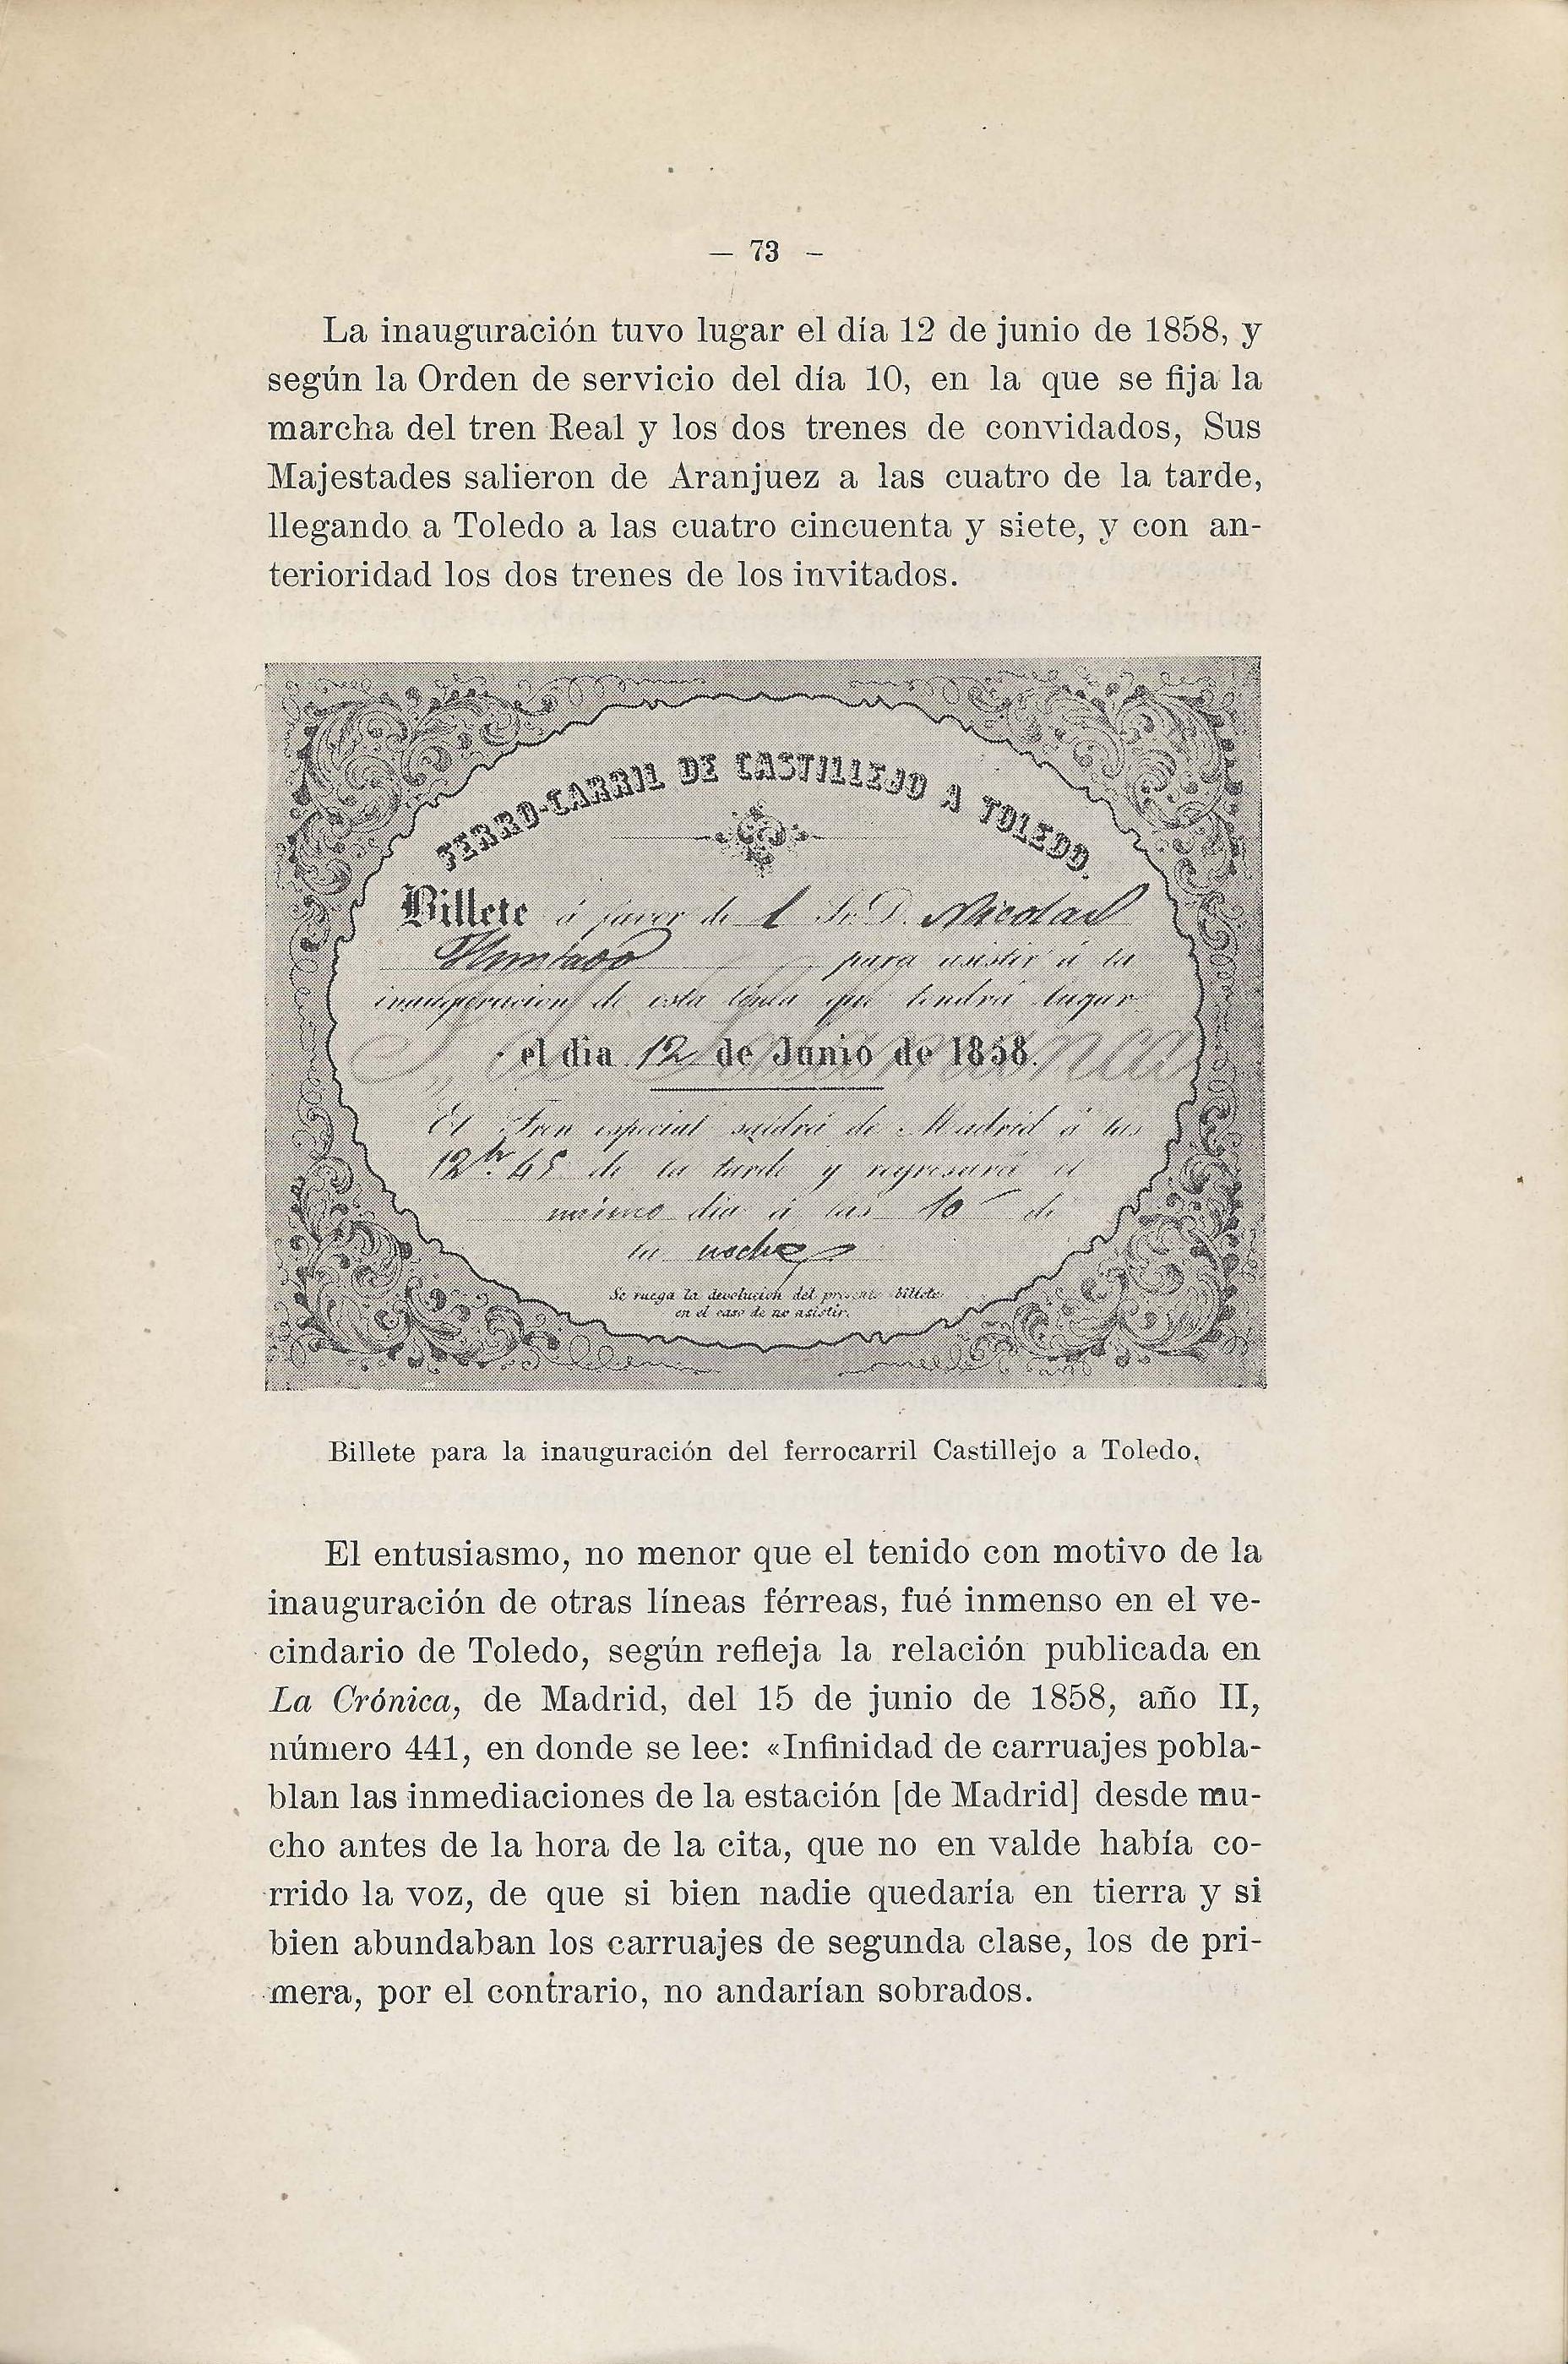 — 73 –
La inauguración tuvo lugar el día 12 de junio de 1858, y
según la Orden de servicio del día 10, en la que se fija la
marcha del tren Real y los dos trenes de convidados, Sus
Majestades salieron de Aranjuez a las cuatro de la tarde,
llegando a Toledo a las cuatro cincuenta y siete, y con an-
terioridad los dos trenes de los invitados.
FERRO-CARRIL DE CASTILLEJO A TOLEDO.
Billete á favor de l Sr. D. Nicolas
Hurtado para asistir á la
inauguracion de esta linea que tendrá lugar
el dia 12 de Junio de 1858.
J. de Salamanca
El Tren especial saldrá de Madrid á las
12 hr. 45 de la tarde y regresará el
mismo dia á las 10 de
la noche
Se ruega la devolucion del presente billete
en el caso de no asistir.
Billete para la inauguración del ferrocarril Castillejo a Toledo.
El entusiasmo, no menor que el tenido con motivo de la
inauguración de otras líneas férreas, fué inmenso en el ve-
cindario de Toledo, según refleja la relación publicada en
La Crónica, de Madrid, del 15 de junio de 1858, año II,
número 441, en donde se lee: «Infinidad de carruajes pobla-
blan las inmediaciones de la estación [de Madrid] desde mu-
cho antes de la hora de la cita, que no en valde había co-
rrido la voz, de que si bien nadie quedaría en tierra y si
bien abundaban los carruajes de segunda clase, los de pri-
mera, por el contrario, no andarían sobrados.